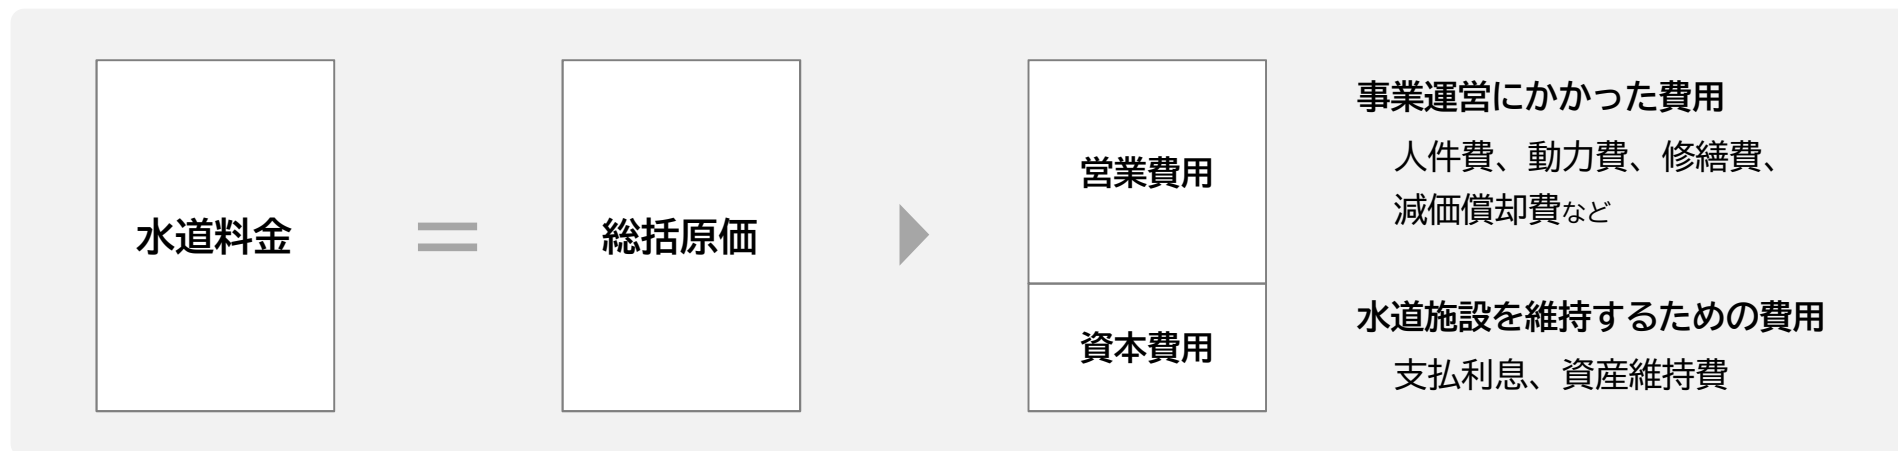 水道料金
総括原価
営業費用
資本費用
事業運営にかかった費用
人件費、動力費、修繕費、
減価償却費など
水道施設を維持するための費用
支払利息、資産維持費